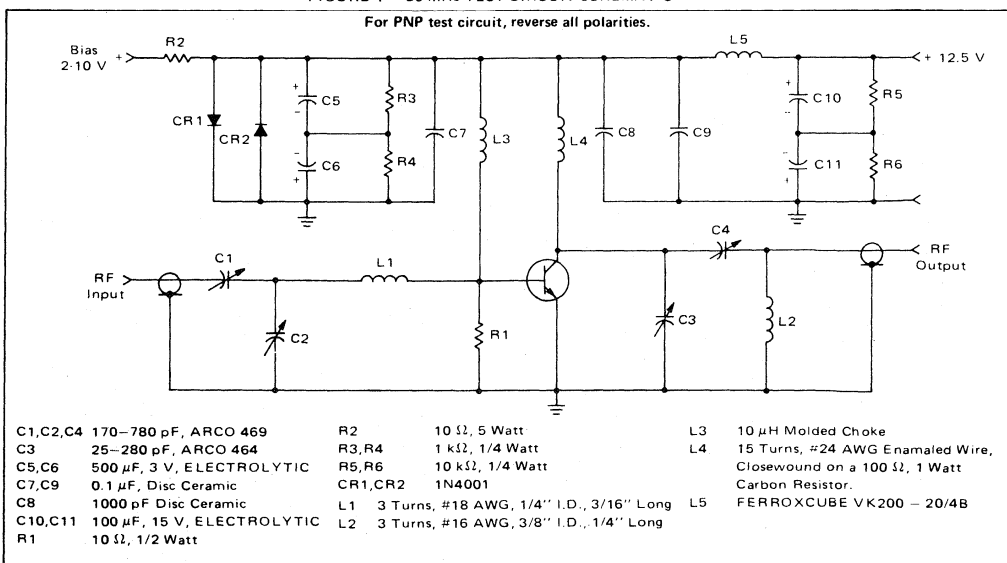 For PNP test circuit, reverse all polarities.
Bias
2-10 V
+
R2
L5
+ 12.5 V
CR1
CR2
+
C5
-
-
C6
+
R3
R4
C7
L3
L4
C8
C9
+
C10
-
-
C11
+
R5
R6
RF
Input
C1
L1
C2
R1
C4
C3
L2
RF
Output
C1,C2,C4 170–780 pF, ARCO 469
C3 25–280 pF, ARCO 464
C5,C6 500 μF, 3 V, ELECTROLYTIC
C7,C9 0.1 μF, Disc Ceramic
C8 1000 pF Disc Ceramic
C10,C11 100 μF, 15 V, ELECTROLYTIC
R1 10 Ω, 1/2 Watt
R2 10 Ω, 5 Watt
R3,R4 1 kΩ, 1/4 Watt
R5,R6 10 kΩ, 1/4 Watt
CR1,CR2 1N4001
L1 3 Turns, #18 AWG, 1/4'' I.D., 3/16'' Long
L2 3 Turns, #16 AWG, 3/8'' I.D., 1/4'' Long
L3 10 μH Molded Choke
L4 15 Turns, #24 AWG Enamaled Wire,
Closewound on a 100 Ω, 1 Watt
Carbon Resistor.
L5 FERROXCUBE VK200 – 20/4B